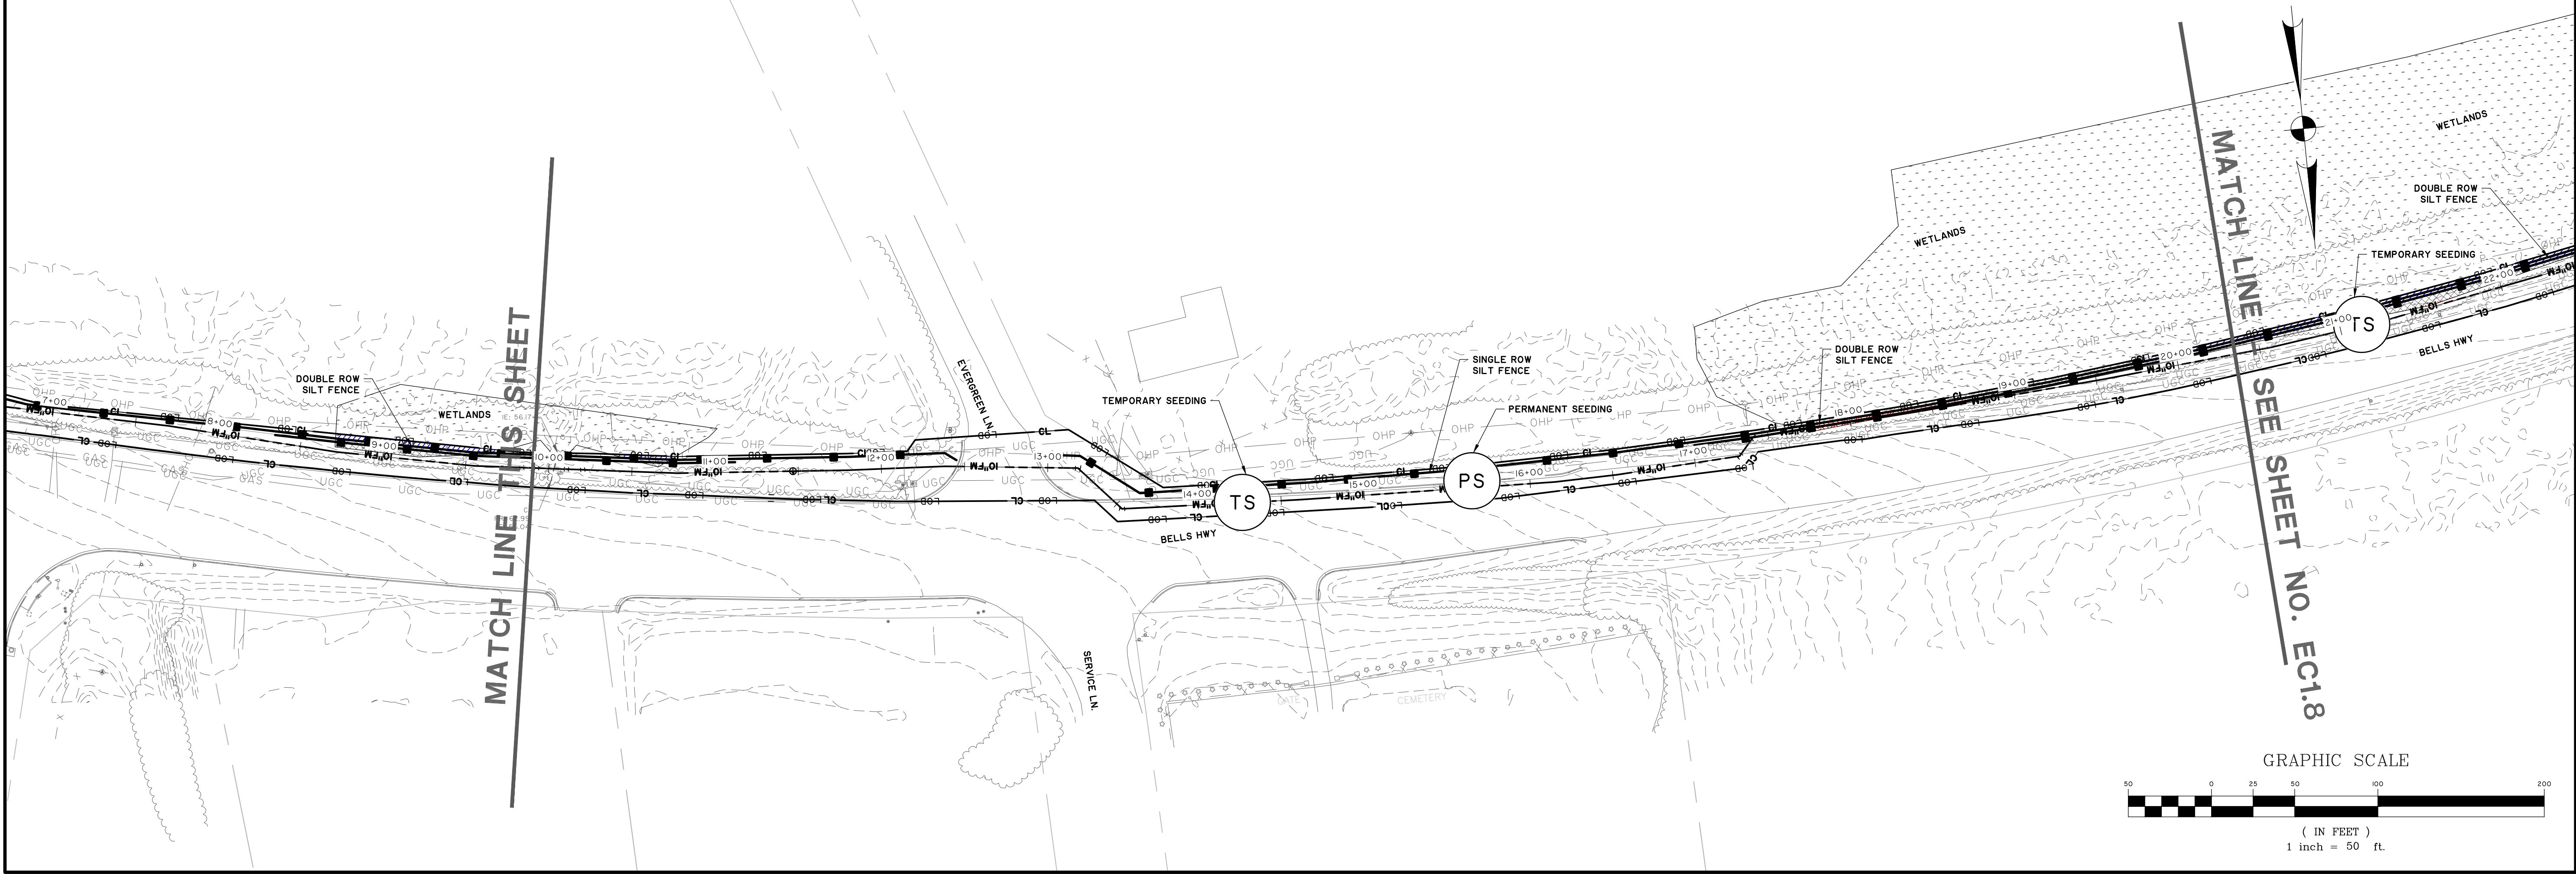 MATCH LINE THIS SHEET
MATCH LINE SEE SHEET NO. EC1.8
WETLANDS
WETLANDS
WETLANDS
DOUBLE ROW
SILT FENCE
DOUBLE ROW
SILT FENCE
DOUBLE ROW
SILT FENCE
SINGLE ROW
SILT FENCE
TEMPORARY SEEDING
TEMPORARY SEEDING
PERMANENT SEEDING
TS
PS
TS
EVERGREEN LN.
SERVICE LN.
BELLS HWY
BELLS HWY
7+00
8+00
9+00
10+00
11+00
12+00
13+00
14+00
15+00
16+00
17+00
18+00
19+00
20+00
21+00
22+00
OHP
UGC
GAS
LOD
CL
10"FM
GATE
CEMETERY
GRAPHIC SCALE
50 0 25 50 100 200
( IN FEET )
1 inch = 50 ft.